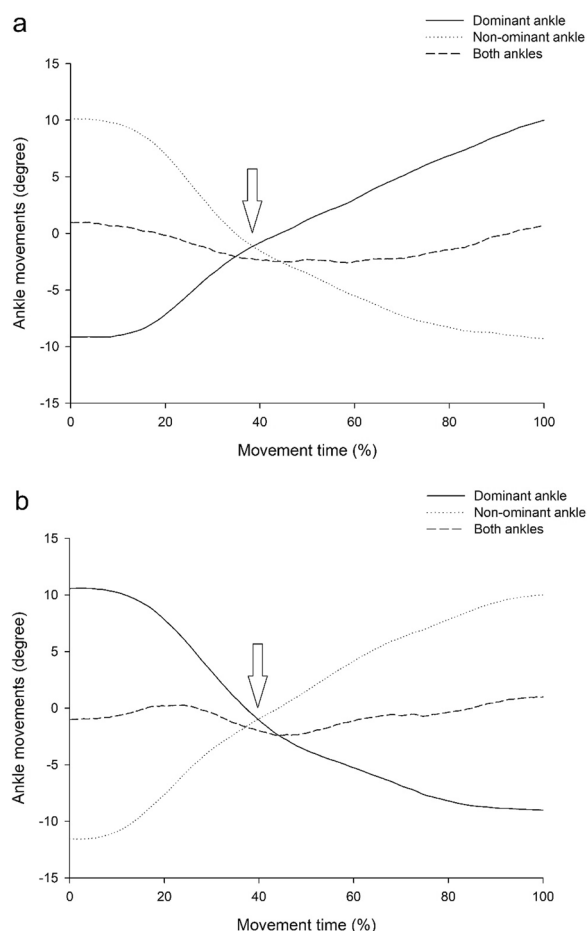 a
Dominant ankle
Non-ominant ankle
Both ankles
15
10
5
0
-5
-10
-15
Ankle movements (degree)
0 20 40 60 80 100
Movement time (%)
b
Dominant ankle
Non-ominant ankle
Both ankles
15
10
5
0
-5
-10
-15
Ankle movements (degree)
0 20 40 60 80 100
Movement time (%)